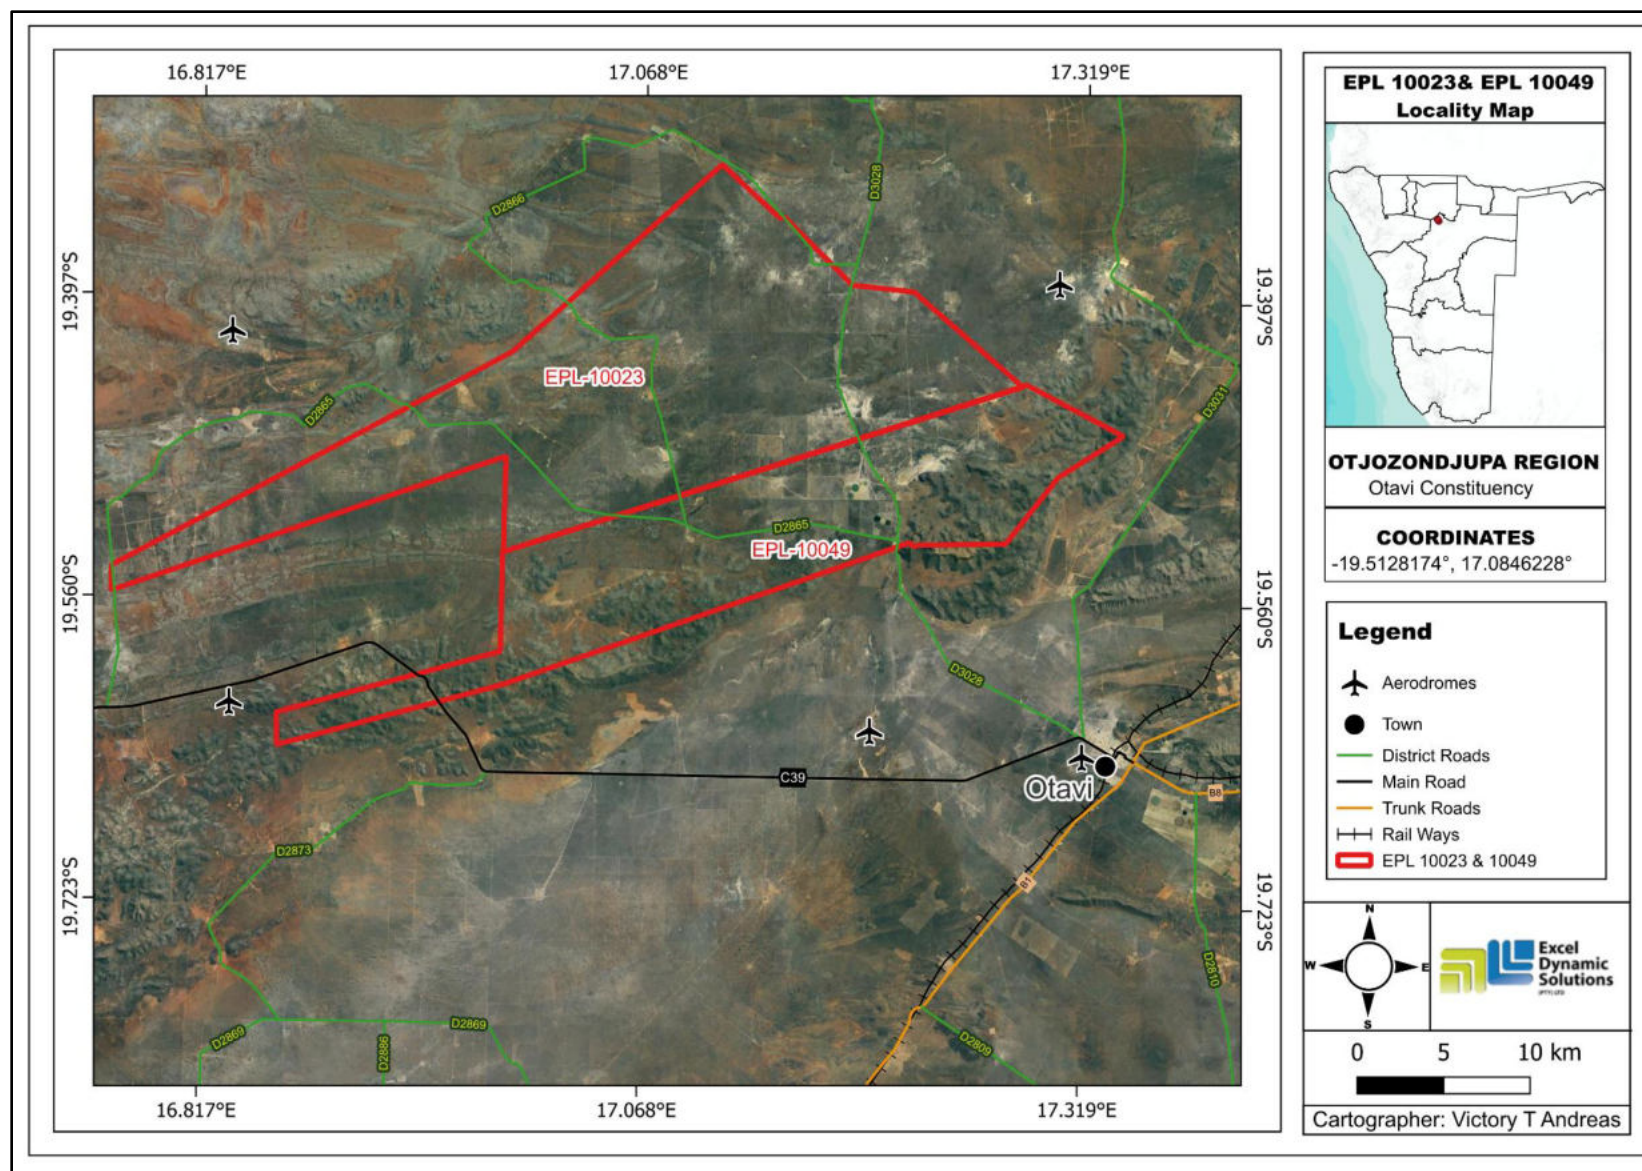 16.817°E
17.068°E
17.319°E
19.397°S
19.560°S
19.723°S
19.397°S
19.560°S
19.723°S
16.817°E
17.068°E
17.319°E
D2866
D3028
D2865
EPL-10023
D3031
D2865
EPL-10049
D3028
C39
Otavi
B8
D2873
B1
D2810
D2869
D2869
D2886
D2809
EPL 10023& EPL 10049
Locality Map
OTJOZONDJUPA REGION
Otavi Constituency
COORDINATES
-19.5128174°, 17.0846228°
Legend
Aerodromes
Town
District Roads
Main Road
Trunk Roads
Rail Ways
EPL 10023 & 10049
N
W
E
S
Excel
Dynamic
Solutions
(PTY) LTD
0 5 10 km
Cartographer: Victory T Andreas